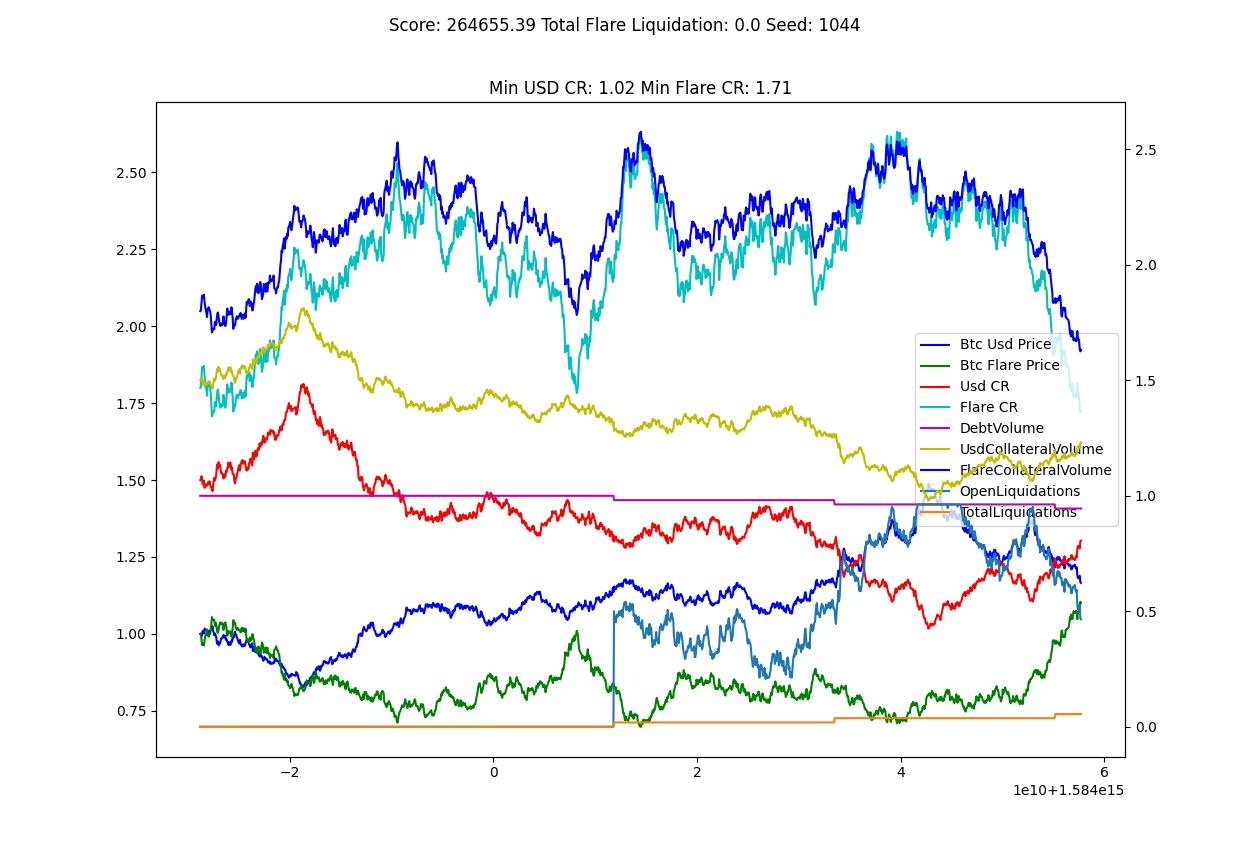 Score: 264655.39 Total Flare Liquidation: 0.0 Seed: 1044
Min USD CR: 1.02 Min Flare CR: 1.71
2.50
2.25
2.00
1.75
1.50
1.25
1.00
0.75
2.5
2.0
1.5
1.0
0.5
0.0
Btc Usd Price
Btc Flare Price
Usd CR
Flare CR
DebtVolume
UsdCollateralVolume
FlareCollateralVolume
OpenLiquidations
TotalLiquidations
−2 0 2 4 6
1e10+1.584e15